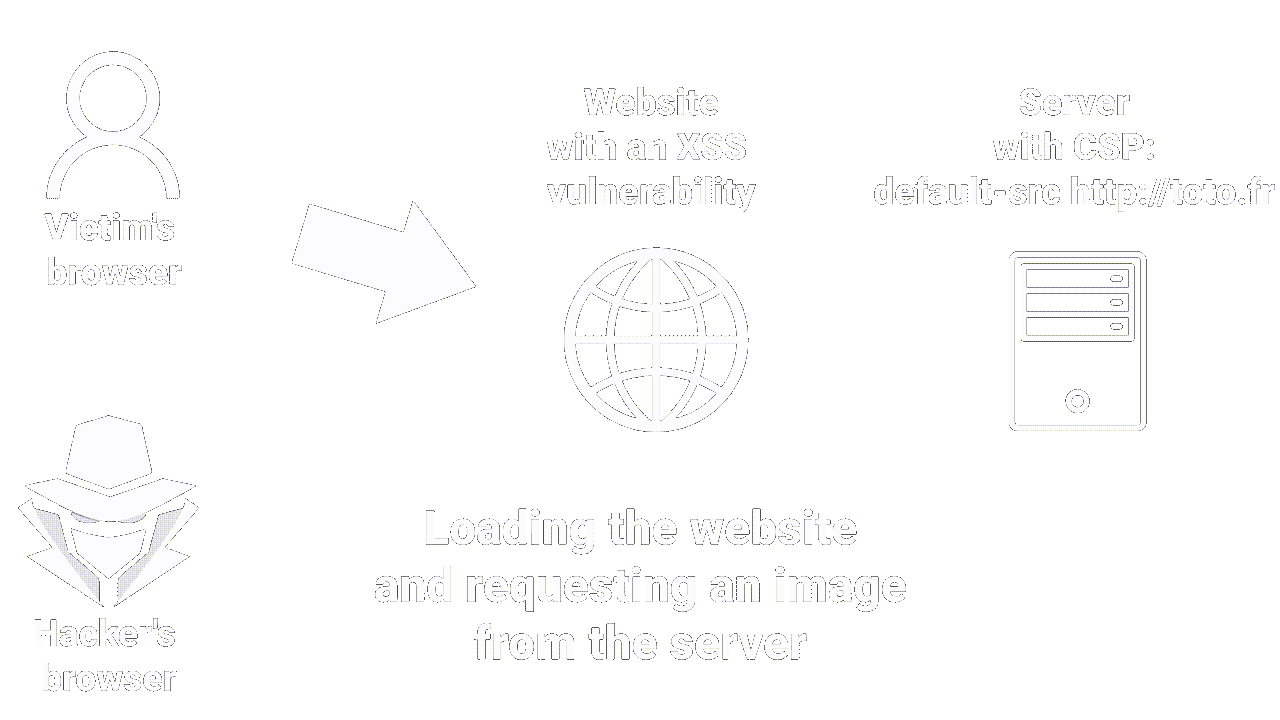 Victim's
browser
Website
with an XSS
vulnerability
Server
with CSP:
default-src http://toto.fr
Hacker's
browser
Loading the website
and requesting an image
from the server